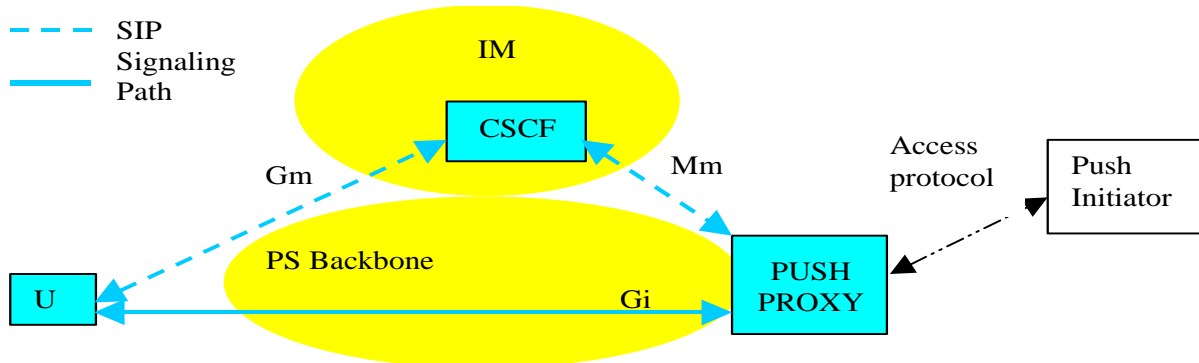 SIP
Signaling
Path
IM
CSCF
Gm
Mm
Access
protocol
Push
Initiator
PS Backbone
U
Gi
PUSH
PROXY